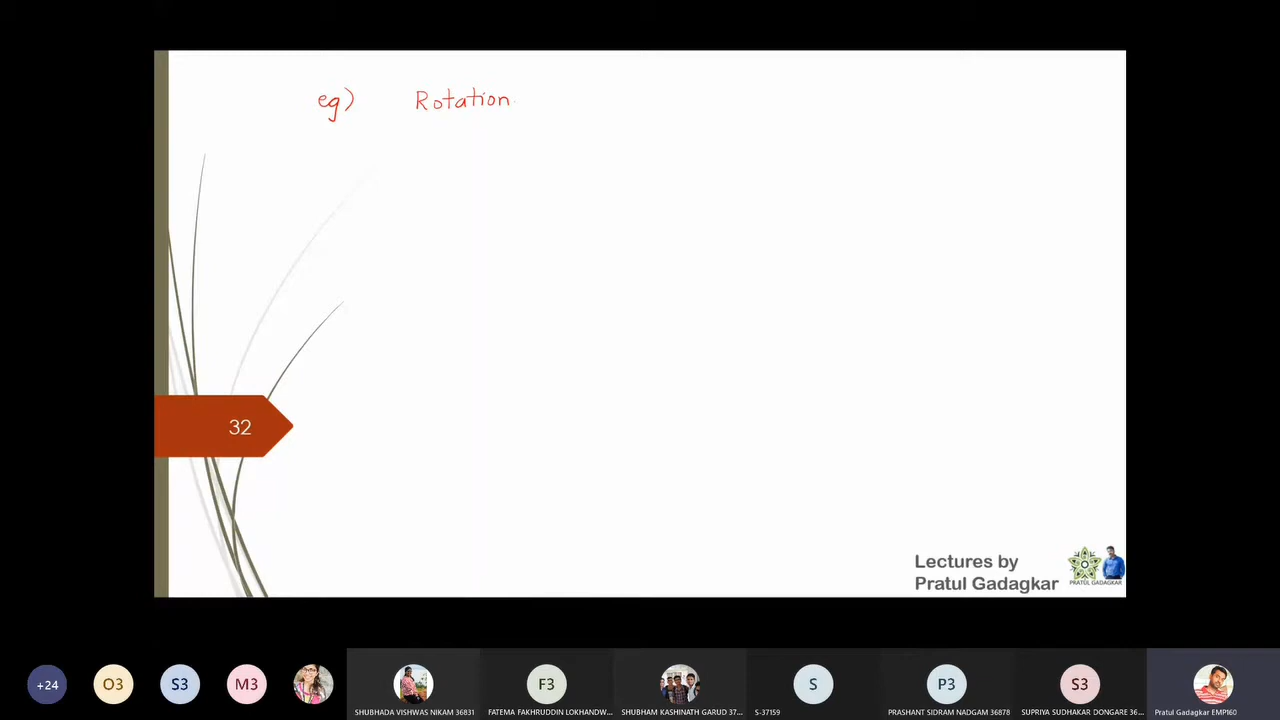 eg) Rotation
32
Lectures by
Pratul Gadagkar
PRATUL GADAGKAR
+24
O3
S3
M3
F3
S
P3
S3
SHUBHADA VISHWAS NIKAM 36831
FATEMA FAKHRUDDIN LOKHANDW...
SHUBHAM KASHINATH GARUD 37...
S-37159
PRASHANT SIDRAM NADGAM 36878
SUPRIYA SUDHAKAR DONGARE 36...
Pratul Gadagkar EMP160